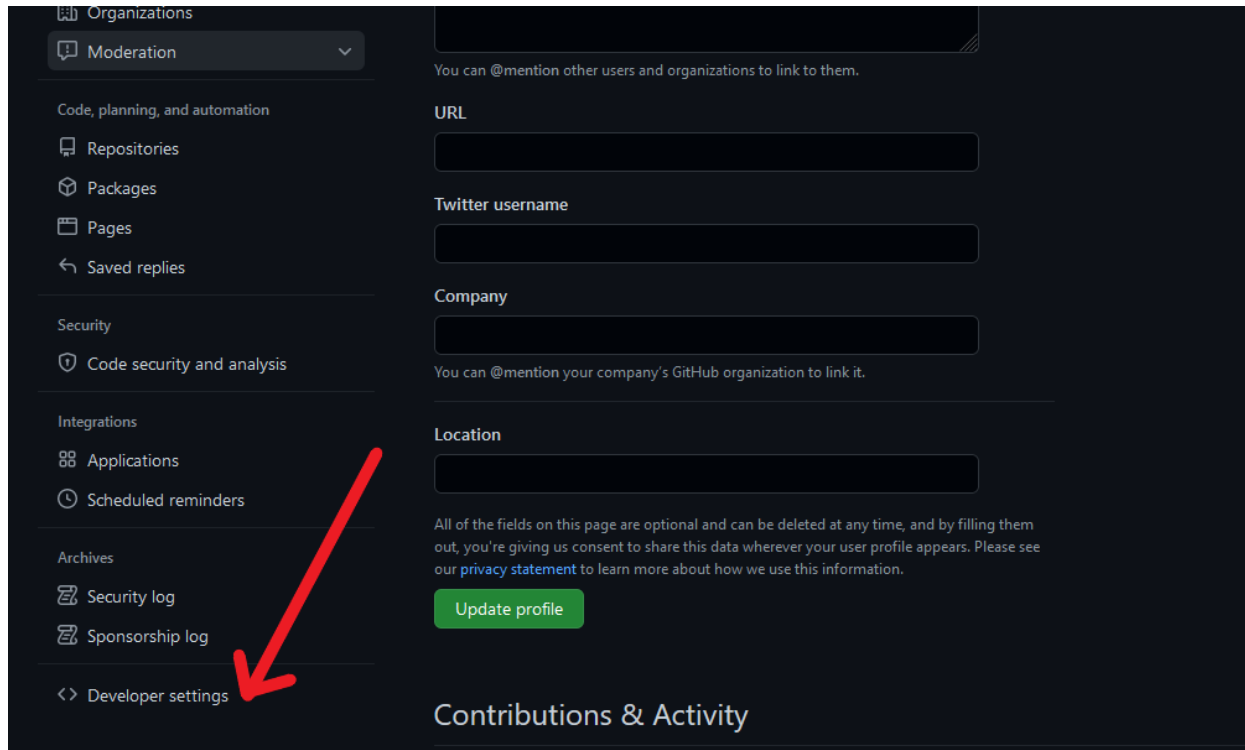 Organizations
Moderation
Code, planning, and automation
Repositories
Packages
Pages
Saved replies
Security
Code security and analysis
Integrations
Applications
Scheduled reminders
Archives
Security log
Sponsorship log
Developer settings
You can @mention other users and organizations to link to them.
URL
Twitter username
Company
You can @mention your company's GitHub organization to link it.
Location
All of the fields on this page are optional and can be deleted at any time, and by filling them
out, you're giving us consent to share this data wherever your user profile appears. Please see
our privacy statement to learn more about how we use this information.
Update profile
Contributions & Activity